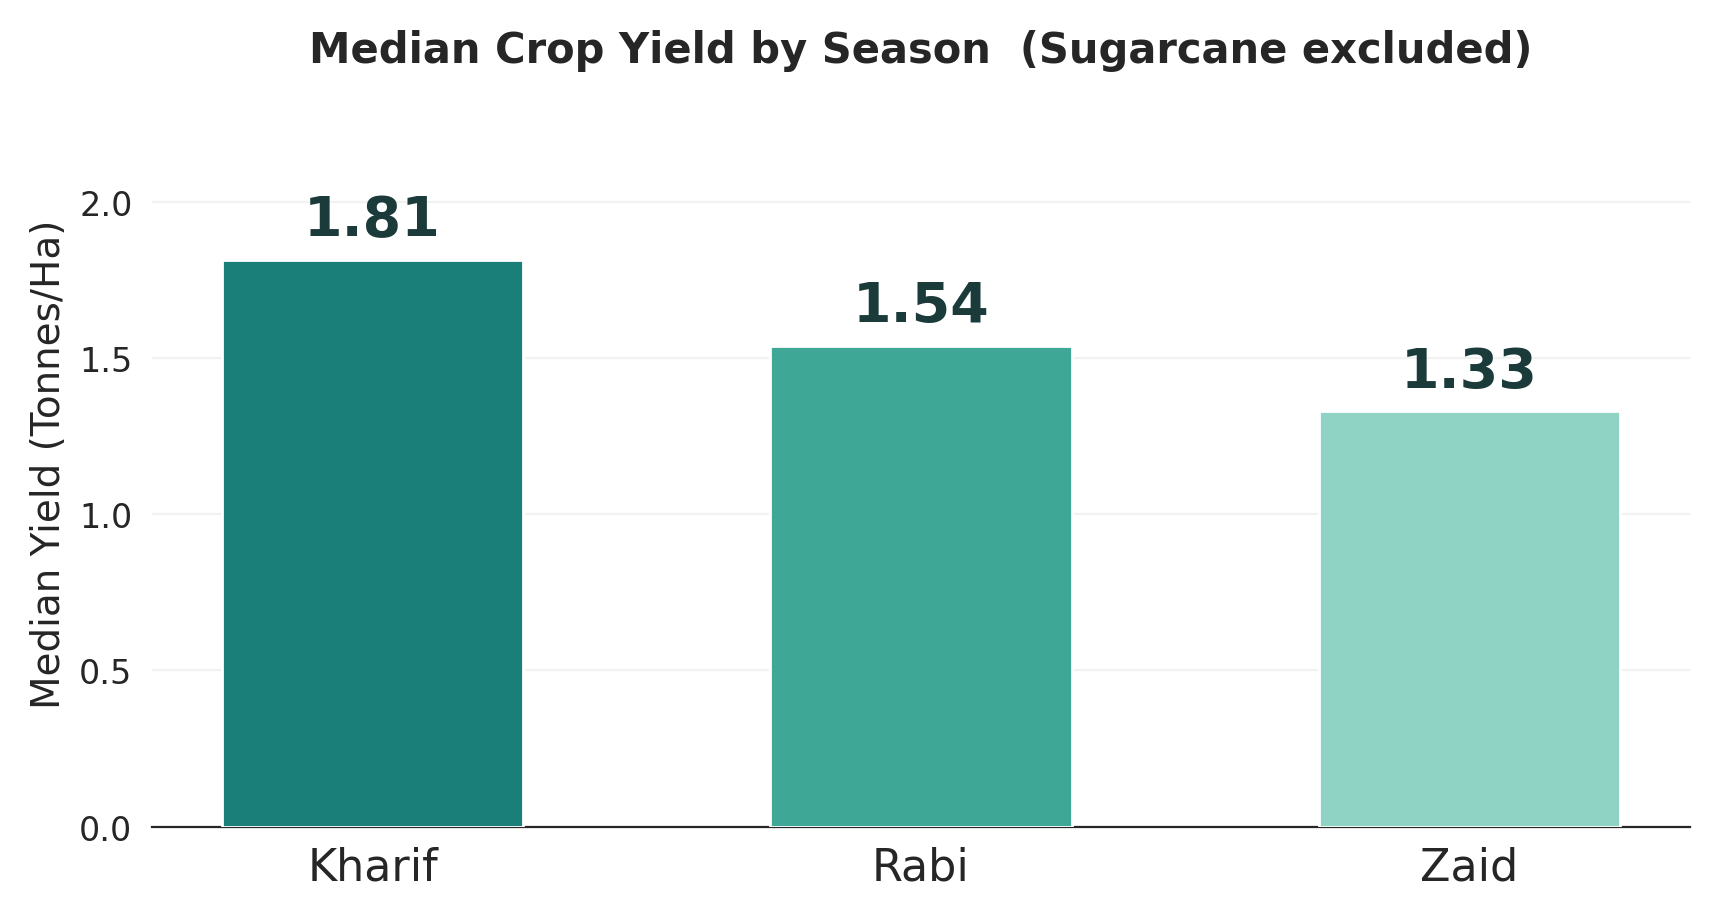 Median Crop Yield by Season  (Sugarcane excluded)
Median Yield (Tonnes/Ha)
2.0
1.5
1.0
0.5
0.0
1.81
1.54
1.33
Kharif
Rabi
Zaid